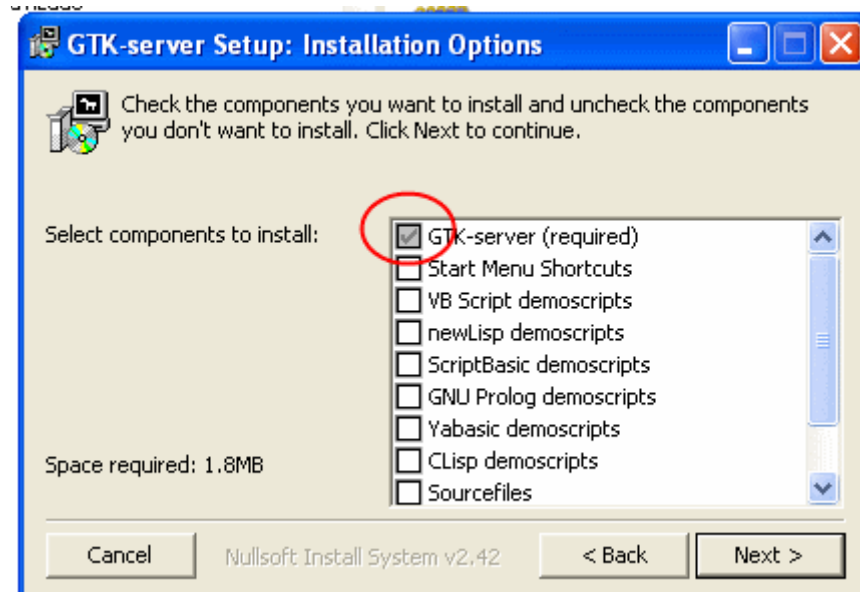 GTK-server Setup: Installation Options
Check the components you want to install and uncheck the components
you don't want to install. Click Next to continue.
Select components to install:
GTK-server (required)
Start Menu Shortcuts
VB Script demoscripts
newLisp demoscripts
ScriptBasic demoscripts
GNU Prolog demoscripts
Yabasic demoscripts
CLisp demoscripts
Sourcefiles
Space required: 1.8MB
Cancel
Nullsoft Install System v2.42
< Back
Next >